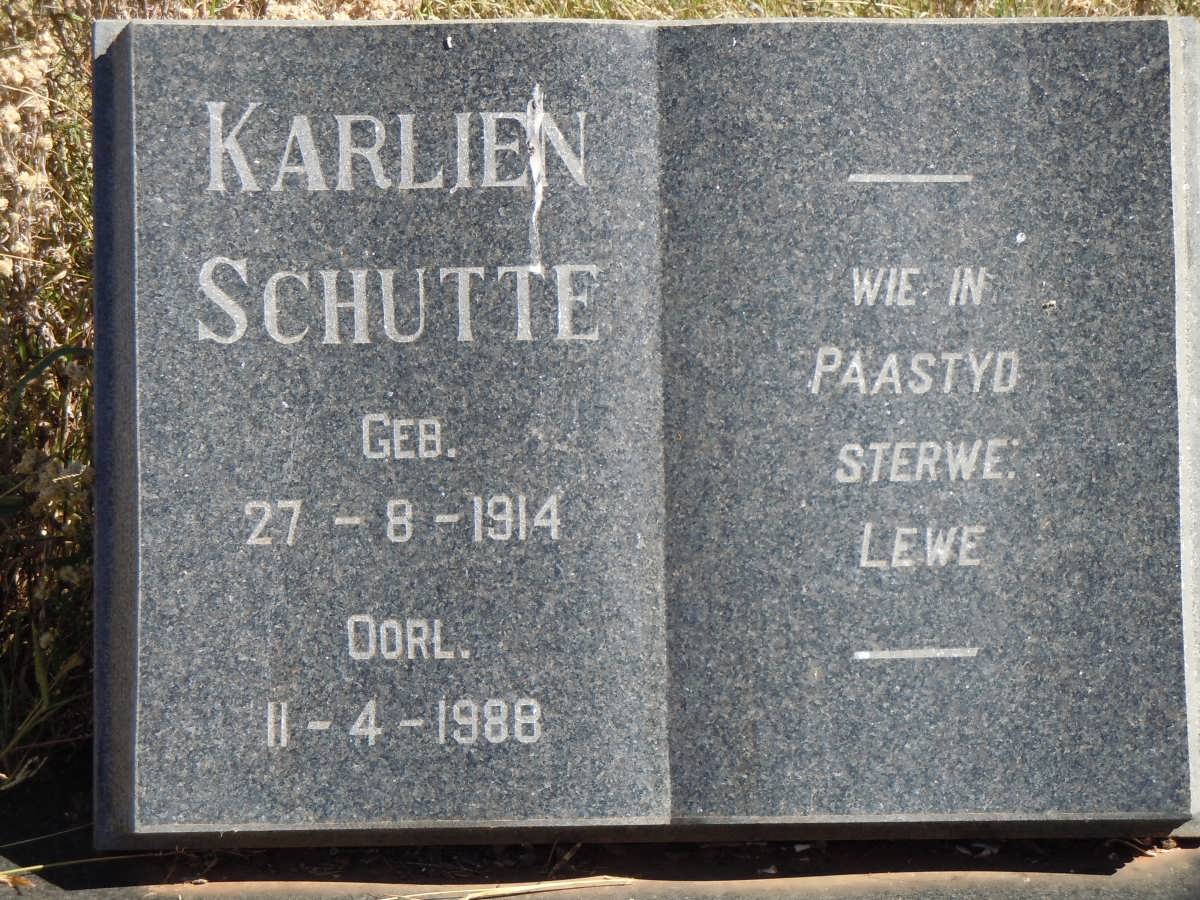 KARLIEN
SCHUTTE
GEB.
27 - 8 - 1914
OORL.
11 - 4 - 1988
WIE IN
PAASTYD
STERWE:
LEWE